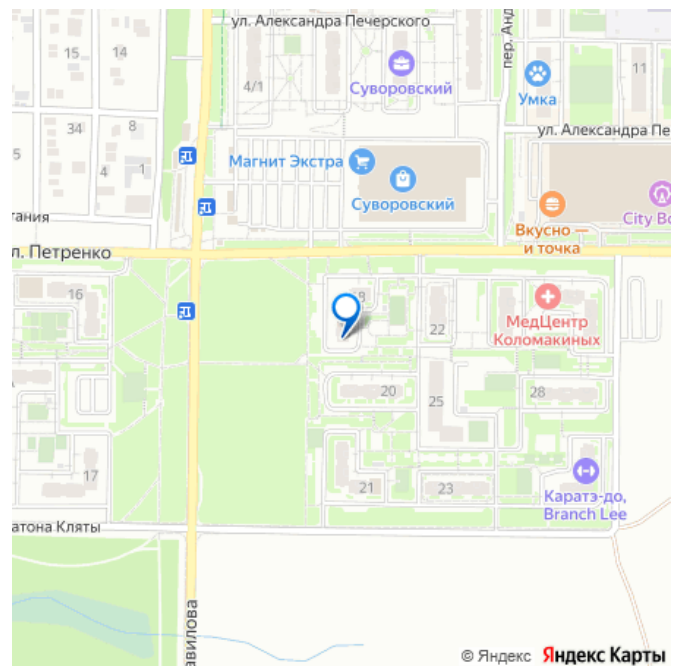 ул. Александра Печерского
пер. Анд
15
14
4/1
Суворовский
Умка
11
34
8
ул. Александра Пе
5
4
1
Магнит Экстра
Суворовский
City Bo
тания
Вкусно —
и точка
л. Петренко
16
8
22
МедЦентр
Коломакиных
20
25
28
17
21
23
Каратэ-до,
Branch Lee
атона Кляты
авилова
© Яндекс Яндекс Карты